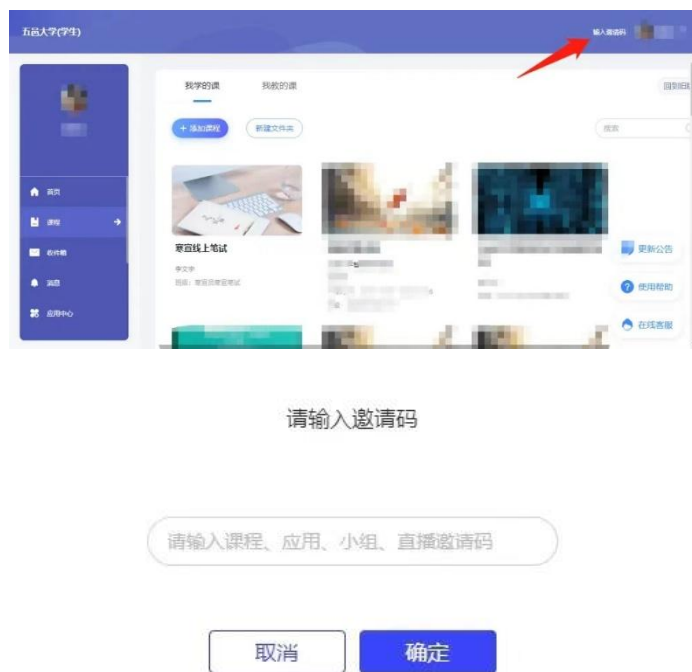 五邑大学(学生)
输入邀请码
我学的课 我教的课
回到旧
+ 添加课程 新建文件夹
搜索
首页
课程
收件箱
消息
应用中心
寒宣线上笔试
李文宇
更新公告
使用帮助
在线客服
请输入邀请码
请输入课程、应用、小组、直播邀请码
取消 确定